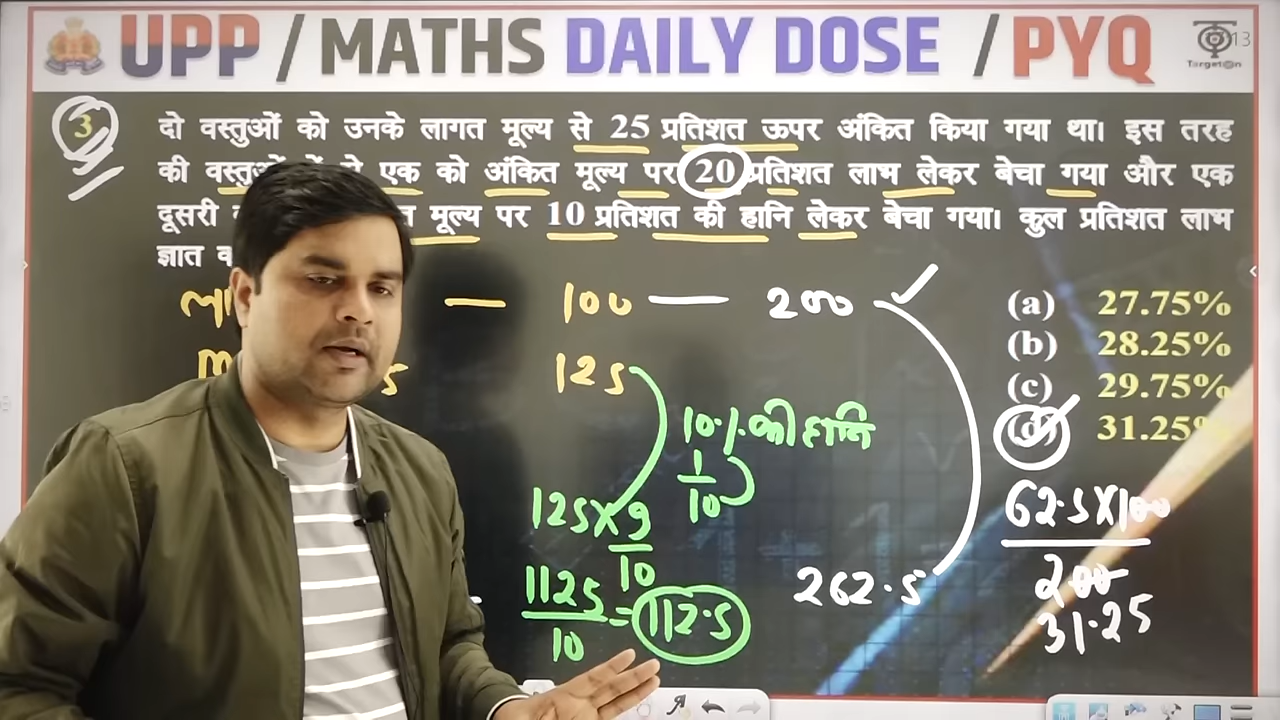 UPP / MATHS DAILY DOSE / PYQ
13
Target@n
3
दो वस्तुओं को उनके लागत मूल्य से 25 प्रतिशत ऊपर अंकित किया गया था। इस तरह
की वस्तुओं एक को अंकित मूल्य पर 20 प्रतिशत लाभ लेकर बेचा गया और एक
दूसरी मूल्य पर 10 प्रतिशत की हानि लेकर बेचा गया। कुल प्रतिशत लाभ
ज्ञात
— 100 — 200
125
10% की हानि
1/10
125×9/10
1125/10 = 112.5
262.5
(a) 27.75%
(b) 28.25%
(c) 29.75%
(d) 31.25%
62.5×100
200
31.25